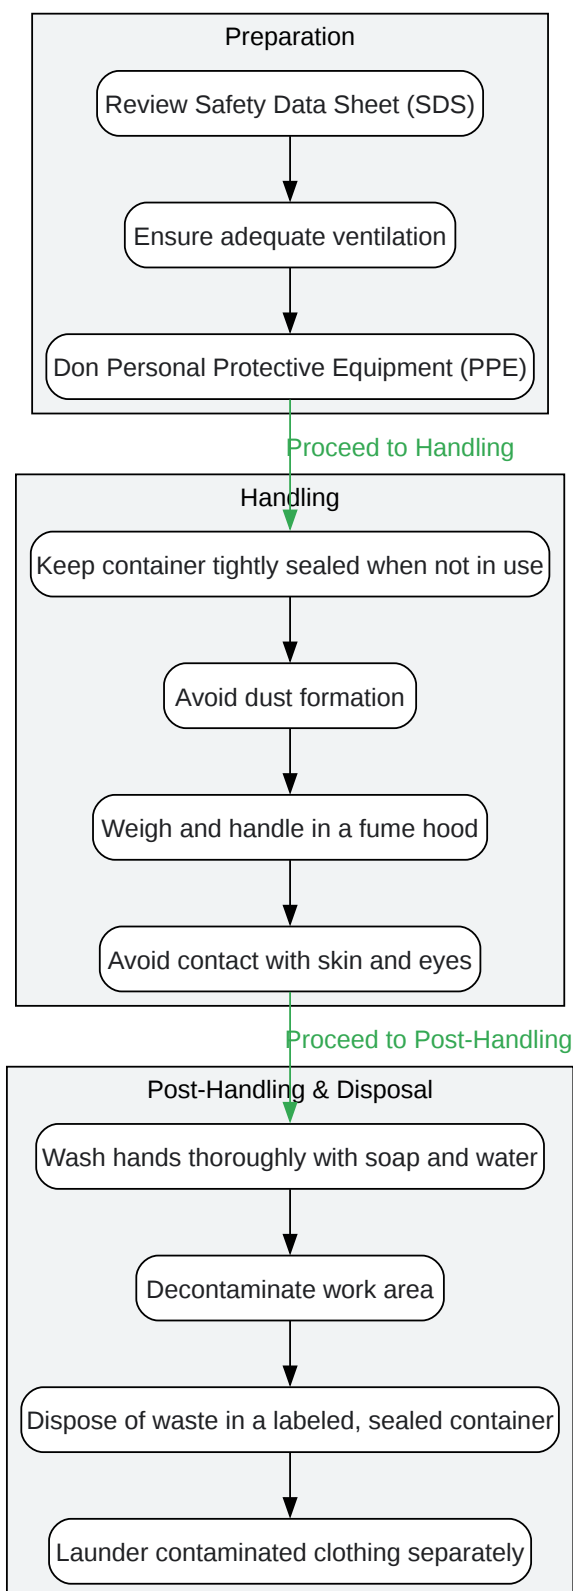 Preparation
Review Safety Data Sheet (SDS)
Ensure adequate ventilation
Don Personal Protective Equipment (PPE)
Proceed to Handling
Handling
Keep container tightly sealed when not in use
Avoid dust formation
Weigh and handle in a fume hood
Avoid contact with skin and eyes
Proceed to Post-Handling
Post-Handling & Disposal
Wash hands thoroughly with soap and water
Decontaminate work area
Dispose of waste in a labeled, sealed container
Launder contaminated clothing separately